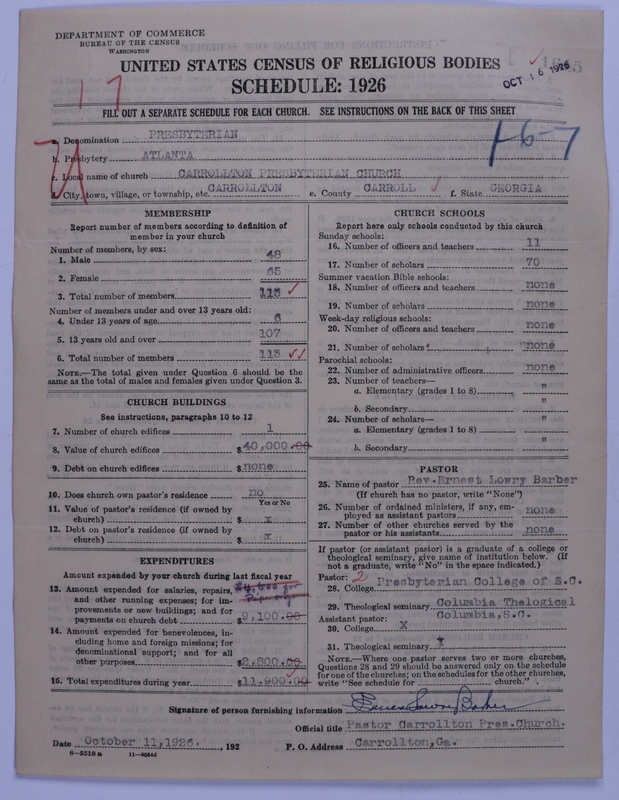 DEPARTMENT OF COMMERCE
BUREAU OF THE CENSUS
WASHINGTON
UNITED STATES CENSUS OF RELIGIOUS BODIES
SCHEDULE: 1926
OCT 16 1926
17
FILL OUT A SEPARATE SCHEDULE FOR EACH CHURCH. SEE INSTRUCTIONS ON THE BACK OF THIS SHEET
1-6-7
a. Denomination PRESBYTERIAN
b. Presbytery ATLANTA
c. Local name of church CARROLLTON PRESBYTERIAN CHURCH
d. City, town, village, or township, etc. CARROLLTON e. County CARROLL f. State GEORGIA
MEMBERSHIP
Report number of members according to definition of
member in your church
Number of members, by sex:
1. Male 48
2. Female 65
3. Total number of members 113
Number of members under and over 13 years old:
4. Under 13 years of age 6
5. 13 years old and over 107
6. Total number of members 113
NOTE.—The total given under Question 6 should be
same as the total of males and females given under Question 3.
CHURCH BUILDINGS
See instructions, paragraphs 10 to 12
7. Number of church edifices 1
8. Value of church edifices $40,000.00
9. Debt on church edifices $none
10. Does church own pastor's residence no
Yes or No
11. Value of pastor's residence (if owned by
church) $ x
12. Debt on pastor's residence (if owned by
church) $ x
EXPENDITURES
Amount expended by your church during last fiscal year
13. Amount expended for salaries, repairs,
and other running expenses; for im-
provements or new buildings; and for
payments on church debt $9,100.00
14. Amount expended for benevolences, in-
cluding home and foreign missions; for
denominational support; and for all
other purposes $2,800.00
15. Total expenditures during year $11,900.00
CHURCH SCHOOLS
Report here only schools conducted by this church
Sunday schools:
16. Number of officers and teachers 11
17. Number of scholars 70
Summer vacation Bible schools:
18. Number of officers and teachers none
19. Number of scholars none
Week-day religious schools:
20. Number of officers and teachers none
21. Number of scholars none
Parochial schools:
22. Number of administrative officers none
23. Number of teachers—
a. Elementary (grades 1 to 8) "
b. Secondary "
24. Number of scholars—
a. Elementary (grades 1 to 8) "
b. Secondary "
PASTOR
25. Name of pastor Rev. Ernest Lowry Barber
(If church has no pastor, write "None")
26. Number of ordained ministers, if any, em-
ployed as assistant pastors none
27. Number of other churches served by the
pastor or his assistants none
If pastor (or assistant pastor) is a graduate of a college or
theological seminary, give name of institution below. (If
not a graduate, write "No" in the space indicated.)
Pastor: 2
28. College Presbyterian College of S.C.
29. Theological seminary Columbia Thelogical
Columbia, S.C.
Assistant pastor:
30. College X
31. Theological seminary
NOTE.—Where one pastor serves two or more churches,
Questions 28 and 29 should be answered only on the schedule
for one of the churches; on the schedules for the other churches,
write "See schedule for church."
Signature of person furnishing information Ernest Lowry Barber
Official title Pastor Carrollton Pres. Church.
Date October 11, 1926. , 192 P. O. Address Carrollton, Ga.
8—5318 a